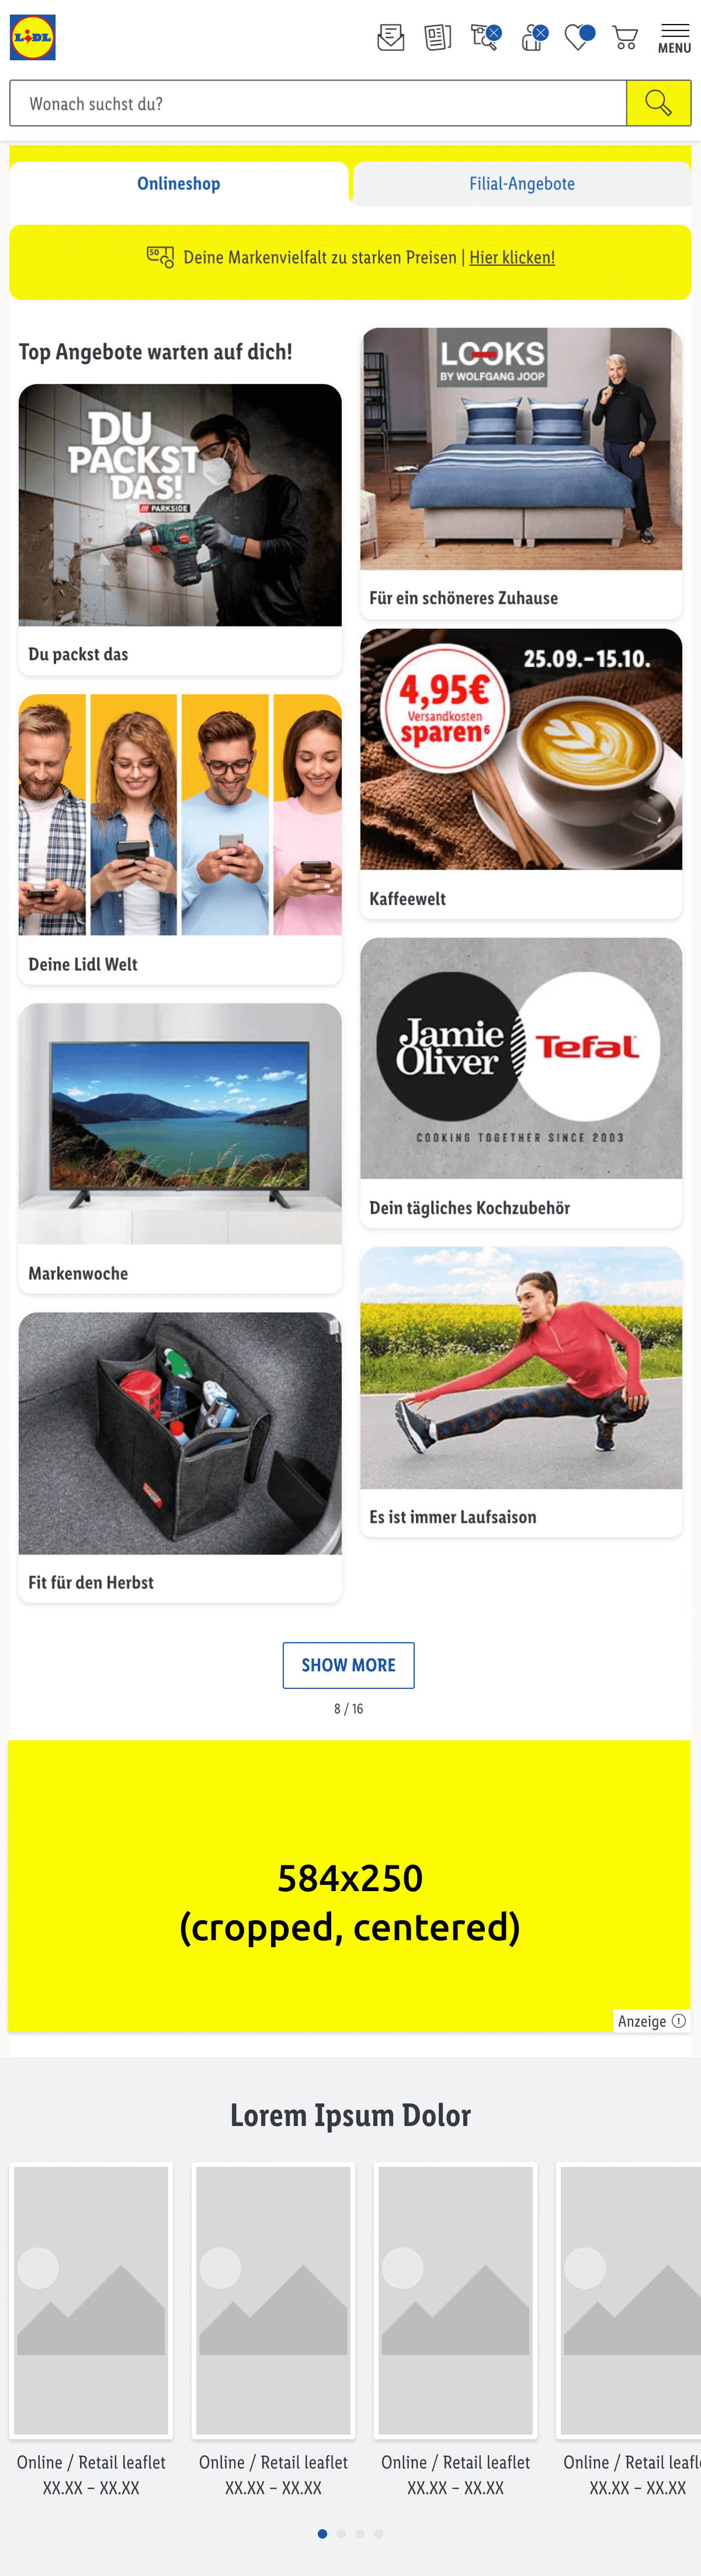 LIDL
MENU
Wonach suchst du?
Onlineshop
Filial-Angebote
50
Deine Markenvielfalt zu starken Preisen | Hier klicken!
Top Angebote warten auf dich!
DU
PACKST
DAS!
MIT PARKSIDE
Du packst das
LOOKS
BY WOLFGANG JOOP
Für ein schöneres Zuhause
25.09.–15.10.
4,95€
Versandkosten
sparen⁶
Kaffeewelt
Deine Lidl Welt
Jamie
Oliver
Tefal
COOKING TOGETHER SINCE 2003
Dein tägliches Kochzubehör
Markenwoche
Es ist immer Laufsaison
Fit für den Herbst
SHOW MORE
8 / 16
584x250
(cropped, centered)
Anzeige
Lorem Ipsum Dolor
Online / Retail leaflet
XX.XX – XX.XX
Online / Retail leaflet
XX.XX – XX.XX
Online / Retail leaflet
XX.XX – XX.XX
Online / Retail leafl
XX.XX – XX.XX